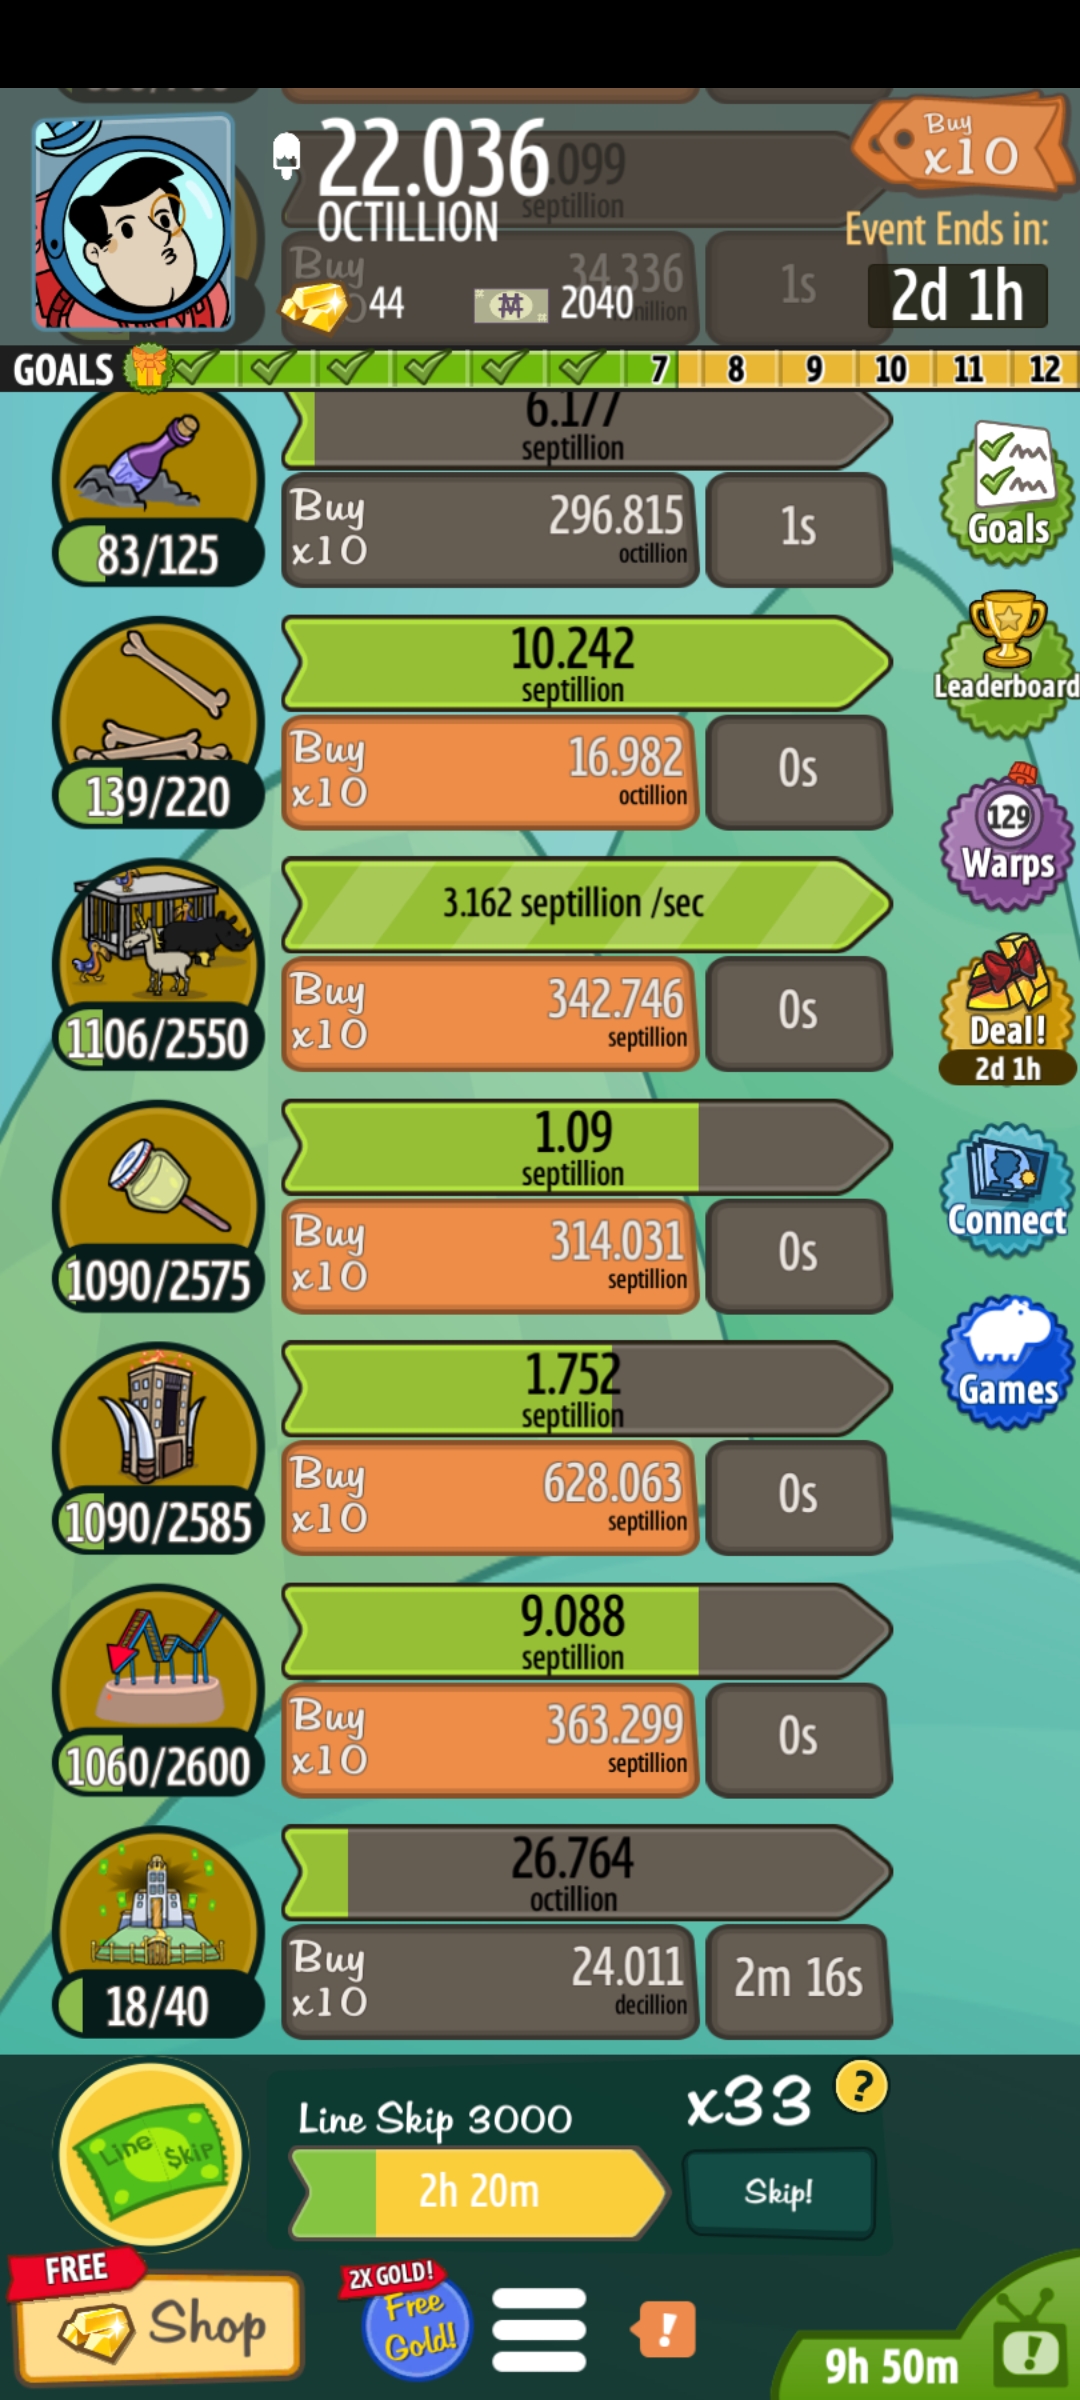 22.036
OCTILLION
Buy
x10
septillion
Event Ends in:
2d 1h
Buy
34.336
1s
44
2040
GOALS
7
8
9
10
11
12
6.177
septillion
Buy
x10
296.815
octillion
1s
83/125
Goals
10.242
septillion
Buy
x10
16.982
octillion
0s
139/220
Leaderboard
129
Warps
3.162 septillion /sec
Buy
x10
342.746
septillion
0s
1106/2550
Deal!
2d 1h
1.09
septillion
Buy
x10
314.031
septillion
0s
1090/2575
Connect
1.752
septillion
Buy
x10
628.063
septillion
0s
1090/2585
Games
9.088
septillion
Buy
x10
363.299
septillion
0s
1060/2600
26.764
octillion
Buy
x10
24.011
decillion
2m 16s
18/40
Line $kip
Line Skip 3000
x33
?
2h 20m
Skip!
FREE
Shop
2X GOLD!
Free
Gold!
!
9h 50m
!